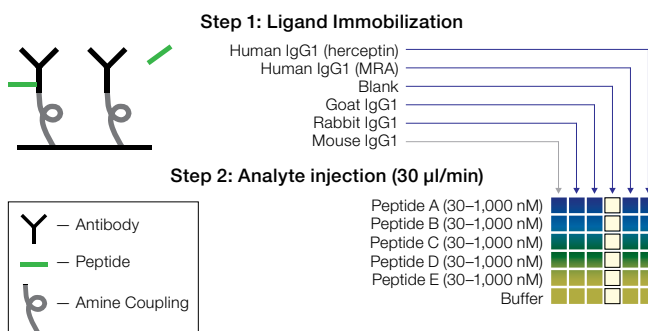 Step 1: Ligand Immobilization
Human IgG1 (herceptin)
Human IgG1 (MRA)
Blank
Goat IgG1
Rabbit IgG1
Mouse IgG1
Step 2: Analyte injection (30 µl/min)
Peptide A (30–1,000 nM)
Peptide B (30–1,000 nM)
Peptide C (30–1,000 nM)
Peptide D (30–1,000 nM)
Peptide E (30–1,000 nM)
Buffer
— Antibody
— Peptide
— Amine Coupling